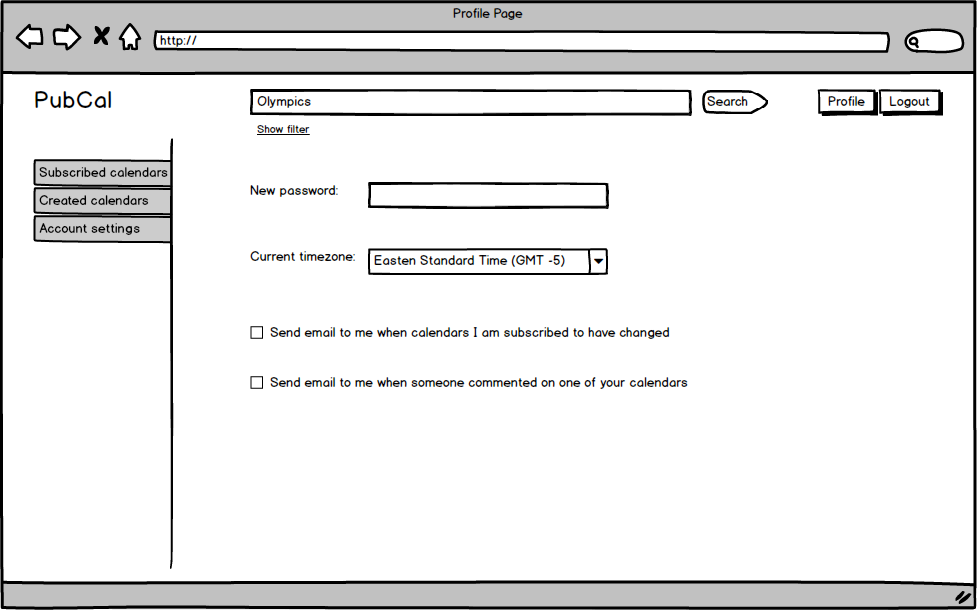 Profile Page
http://
PubCal
Olympics
Search
Profile
Logout
Show filter
Subscribed calendars
Created calendars
Account settings
New password:
Current timezone:
Easten Standard Time (GMT -5)
Send email to me when calendars I am subscribed to have changed
Send email to me when someone commented on one of your calendars